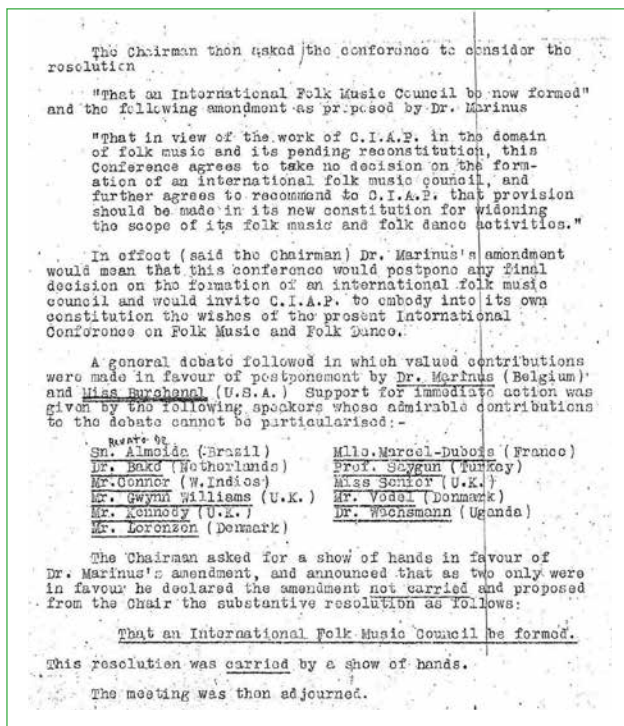 The Chairman then asked the conference to consider the
resolution
"That an International Folk Music Council be now formed"
and the following amendment as proposed by Dr. Marinus
"That in view of the work of C.I.A.P. in the domain
of folk music and its pending reconstitution, this
Conference agrees to take no decision on the form-
ation of an international folk music council, and
further agrees to recommend to C.I.A.P. that provision
should be made in its new constitution for widening
the scope of its folk music and folk dance activities."
In effect (said the Chairman) Dr. Marinus's amendment
would mean that this conference would postpone any final
decision on the formation of an international folk music
council and would invite C.I.A.P. to embody into its own
constitution the wishes of the present International
Conference on Folk Music and Folk Dance.
A general debate followed in which valued contributions
were made in favour of postponement by Dr. Marinus (Belgium)
and Miss Burchenal (U.S.A.) Support for immediate action was
given by the following speakers whose admirable contributions
to the debate cannot be particularised:-
Renato de
Sn. Almeida (Brazil) Mlle. Marcel-Dubois (France)
Dr. Bake (Netherlands) Prof. Saygun (Turkey)
Mr. Connor (W. Indies) Miss Senior (U.K.)
Mr. Gwynn Williams (U.K.) Mr. Vodel (Denmark)
Mr. Kennedy (U.K.) Dr. Wachsmann (Uganda)
Mr. Lorenzen (Denmark)
The Chairman asked for a show of hands in favour of
Dr. Marinus's amendment, and announced that as two only were
in favour he declared the amendment not carried and proposed
from the Chair the substantive resolution as follows:
That an International Folk Music Council be formed.
This resolution was carried by a show of hands.
The meeting was then adjourned.